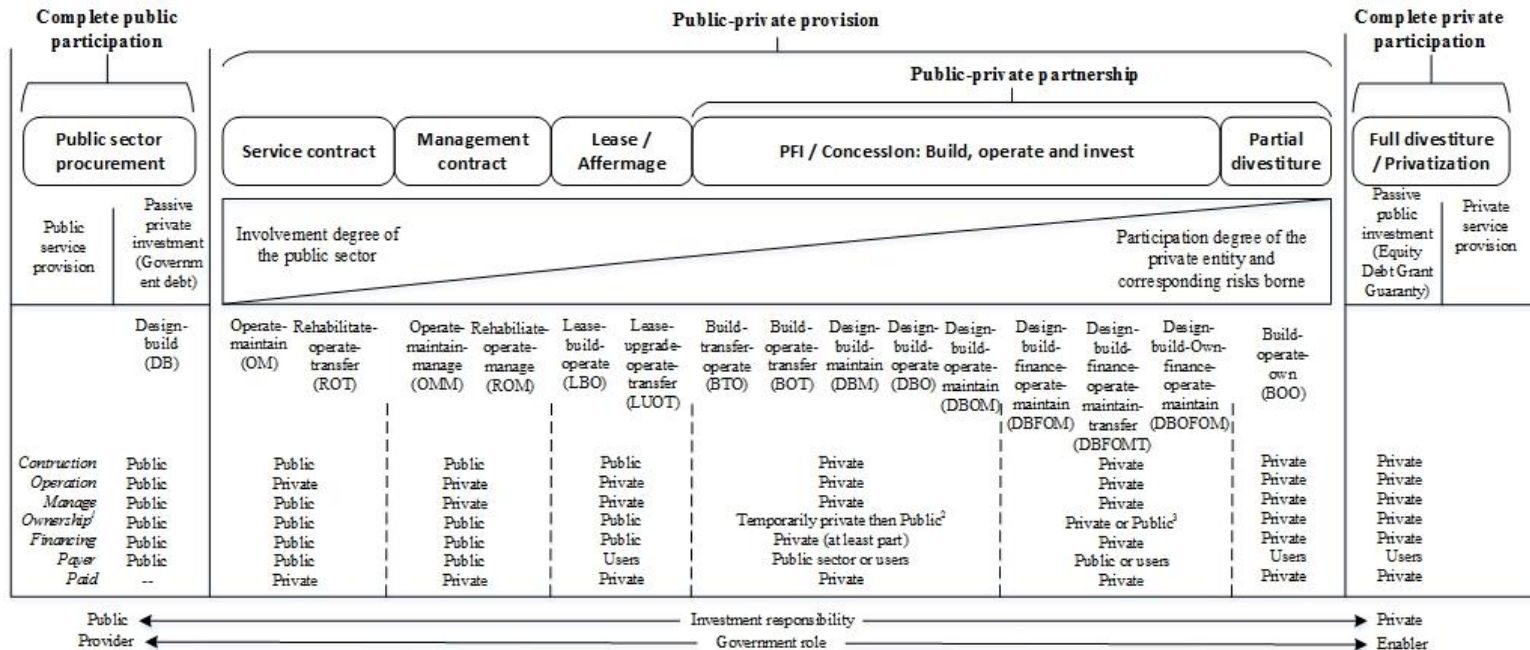 Complete public
participation
Public-private provision
Complete private
participation
Public-private partnership
Public sector
procurement
Service contract
Management
contract
Lease /
Affermage
PFI / Concession: Build, operate and invest
Partial
divestiture
Full divestiture
/ Privatization
Public
service
provision
Passive
private
investment
(Governm
ent debt)
Involvement degree of
the public sector
Participation degree of the
private entity and
corresponding risks borne
Passive
public
investment
(Equity
Debt Grant
Guaranty)
Private
service
provision
Design-
build
(DB)
Operate-
maintain
(OM)
Rehabilitate-
operate-
transfer
(ROT)
Operate-
maintain-
manage
(OMM)
Rehabiliate-
operate-
manage
(ROM)
Lease-
build-
operate
(LBO)
Lease-
upgrade-
operate-
transfer
(LUOT)
Build-
transfer-
operate
(BTO)
Build-
operate-
transfer
(BOT)
Design-
build-
maintain
(DBM)
Design-
build-
operate
(DBO)
Design-
build-
operate-
maintain
(DBOM)
Design-
build-
finance-
operate-
maintain
(DBFOM)
Design-
build-
finance-
operate-
maintain-
transfer
(DBFOMT)
Design-
build-Own-
finance-
operate-
maintain
(DBOFOM)
Build-
operate-
own
(BOO)
Contruction Public Public Public Public Private Private Private Private
Operation Public Private Public Private Private Private Private Private
Manage Public Public Private Private Private Private Private Private
Ownership¹ Public Public Public Public Temporarily private then Public² Private or Public³ Private Private
Financing Public Public Public Public Private (at least part) Private Private Private
Payer Public Public Public Users Public sector or users Public or users Users Users
Paid -- Private Private Private Private Private Private Private
Public Investment responsibility Private
Provider Government role Enabler